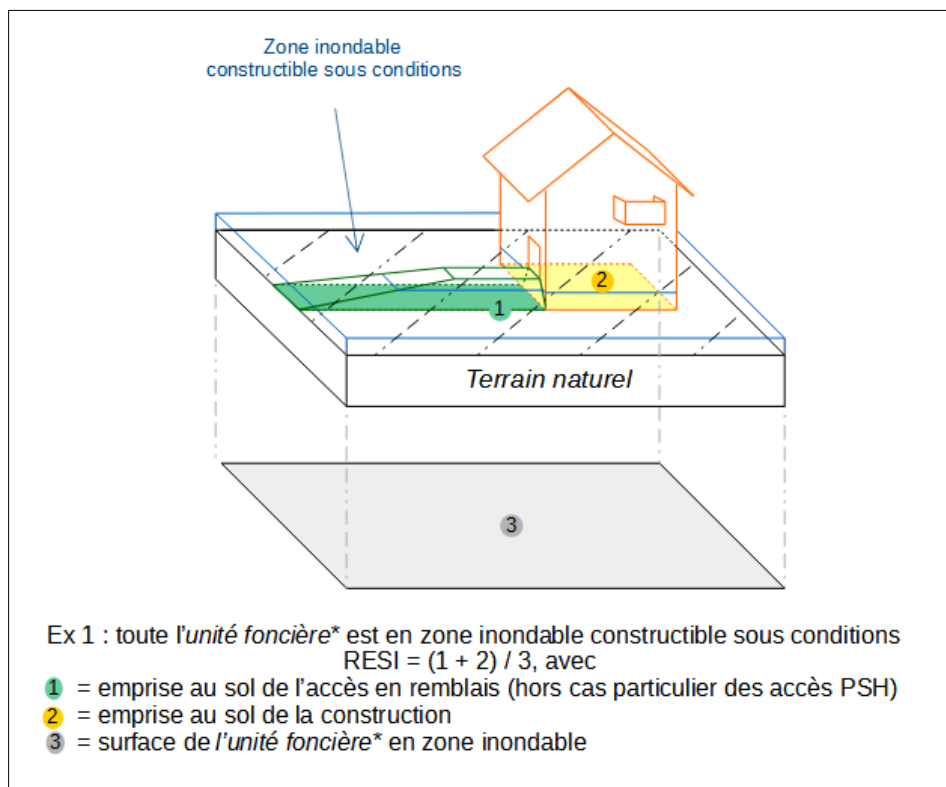 Zone inondable
constructible sous conditions
2
1
Terrain naturel
3
Ex 1 : toute l'unité foncière* est en zone inondable constructible sous conditions
RESI = (1 + 2) / 3, avec
1 = emprise au sol de l'accès en remblais (hors cas particulier des accès PSH)
2 = emprise au sol de la construction
3 = surface de l'unité foncière* en zone inondable